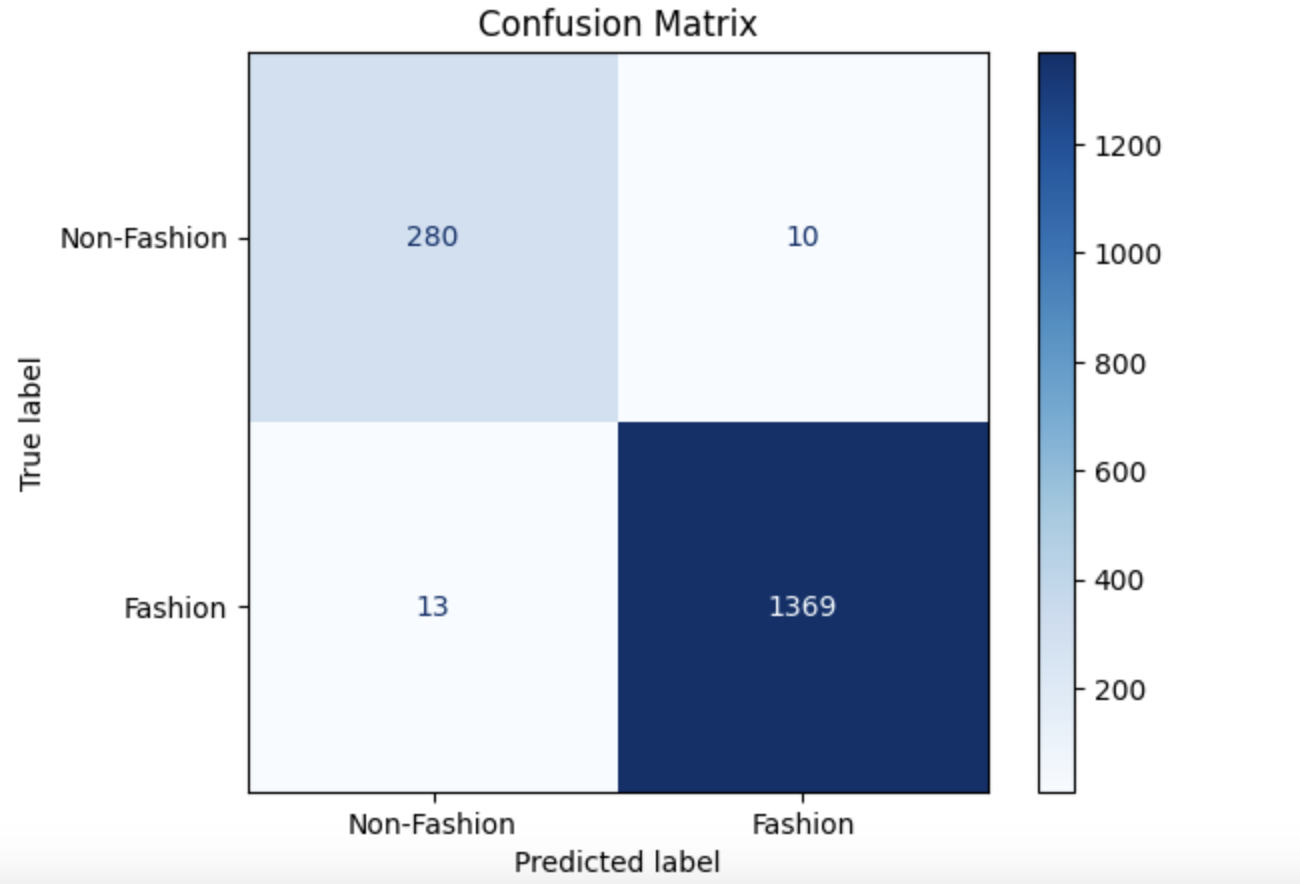 Confusion Matrix
Non-Fashion
280
10
Fashion
13
1369
Non-Fashion
Fashion
Predicted label
True label
1200
1000
800
600
400
200